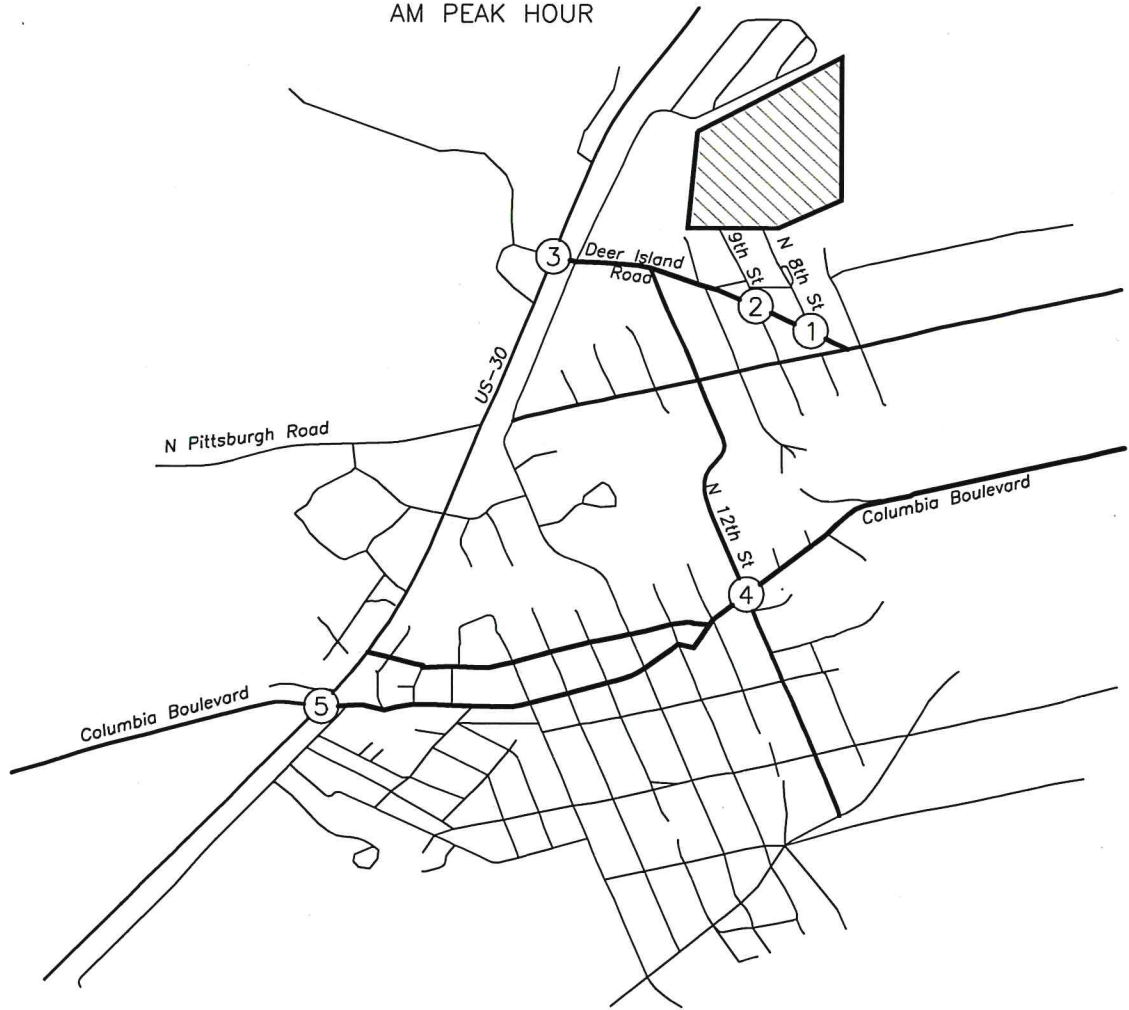 AM PEAK HOUR
3
Deer Island
Road
9th St
N 8th St
2
1
US-30
N Pittsburgh Road
N 12th St
Columbia Boulevard
4
Columbia Boulevard
5